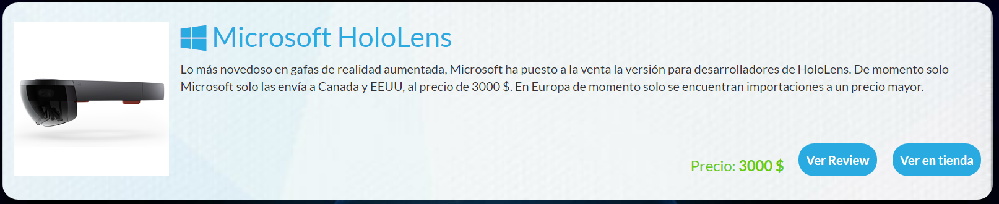 Microsoft HoloLens
Lo más novedoso en gafas de realidad aumentada, Microsoft ha puesto a la venta la versión para desarrolladores de HoloLens. De momento solo
Microsoft solo las envía a Canada y EEUU, al precio de 3000 $. En Europa de momento solo se encuentran importaciones a un precio mayor.
Precio: 3000 $
Ver Review
Ver en tienda